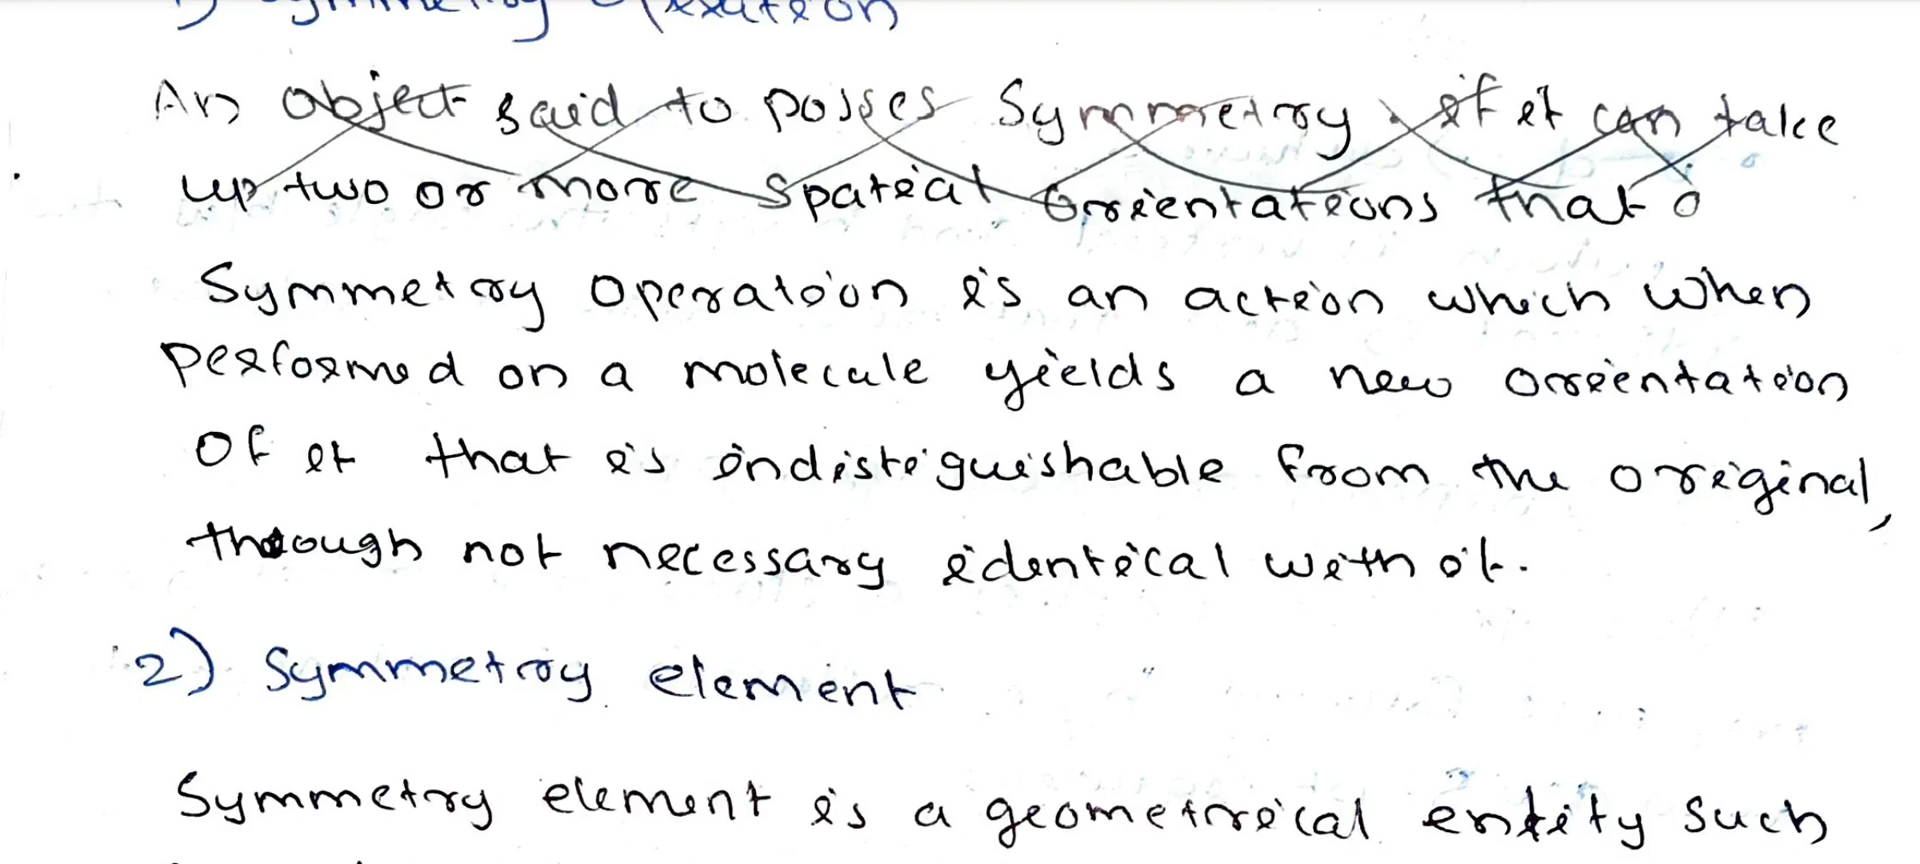 1) Symmetry operation
An object said to posses Symmetry if it can take
up two or more Spatial Orientations that o
Symmetry Operation is an action which when
performed on a molecule yields a new orientation
Of it that is indistiguishable from the original,
through not necessary identical with it.
2) Symmetry element
Symmetry element is a geometrical entity such